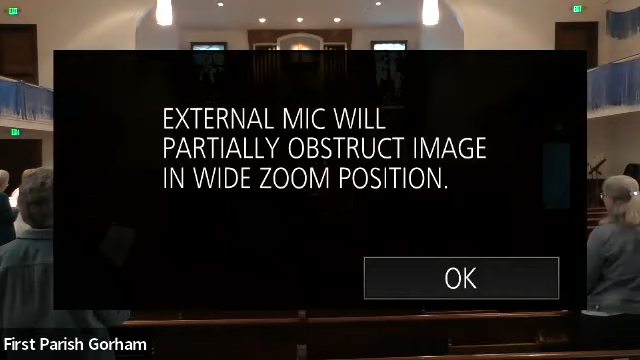 EXTERNAL MIC WILL
PARTIALLY OBSTRUCT IMAGE
IN WIDE ZOOM POSITION.
OK
First Parish Gorham